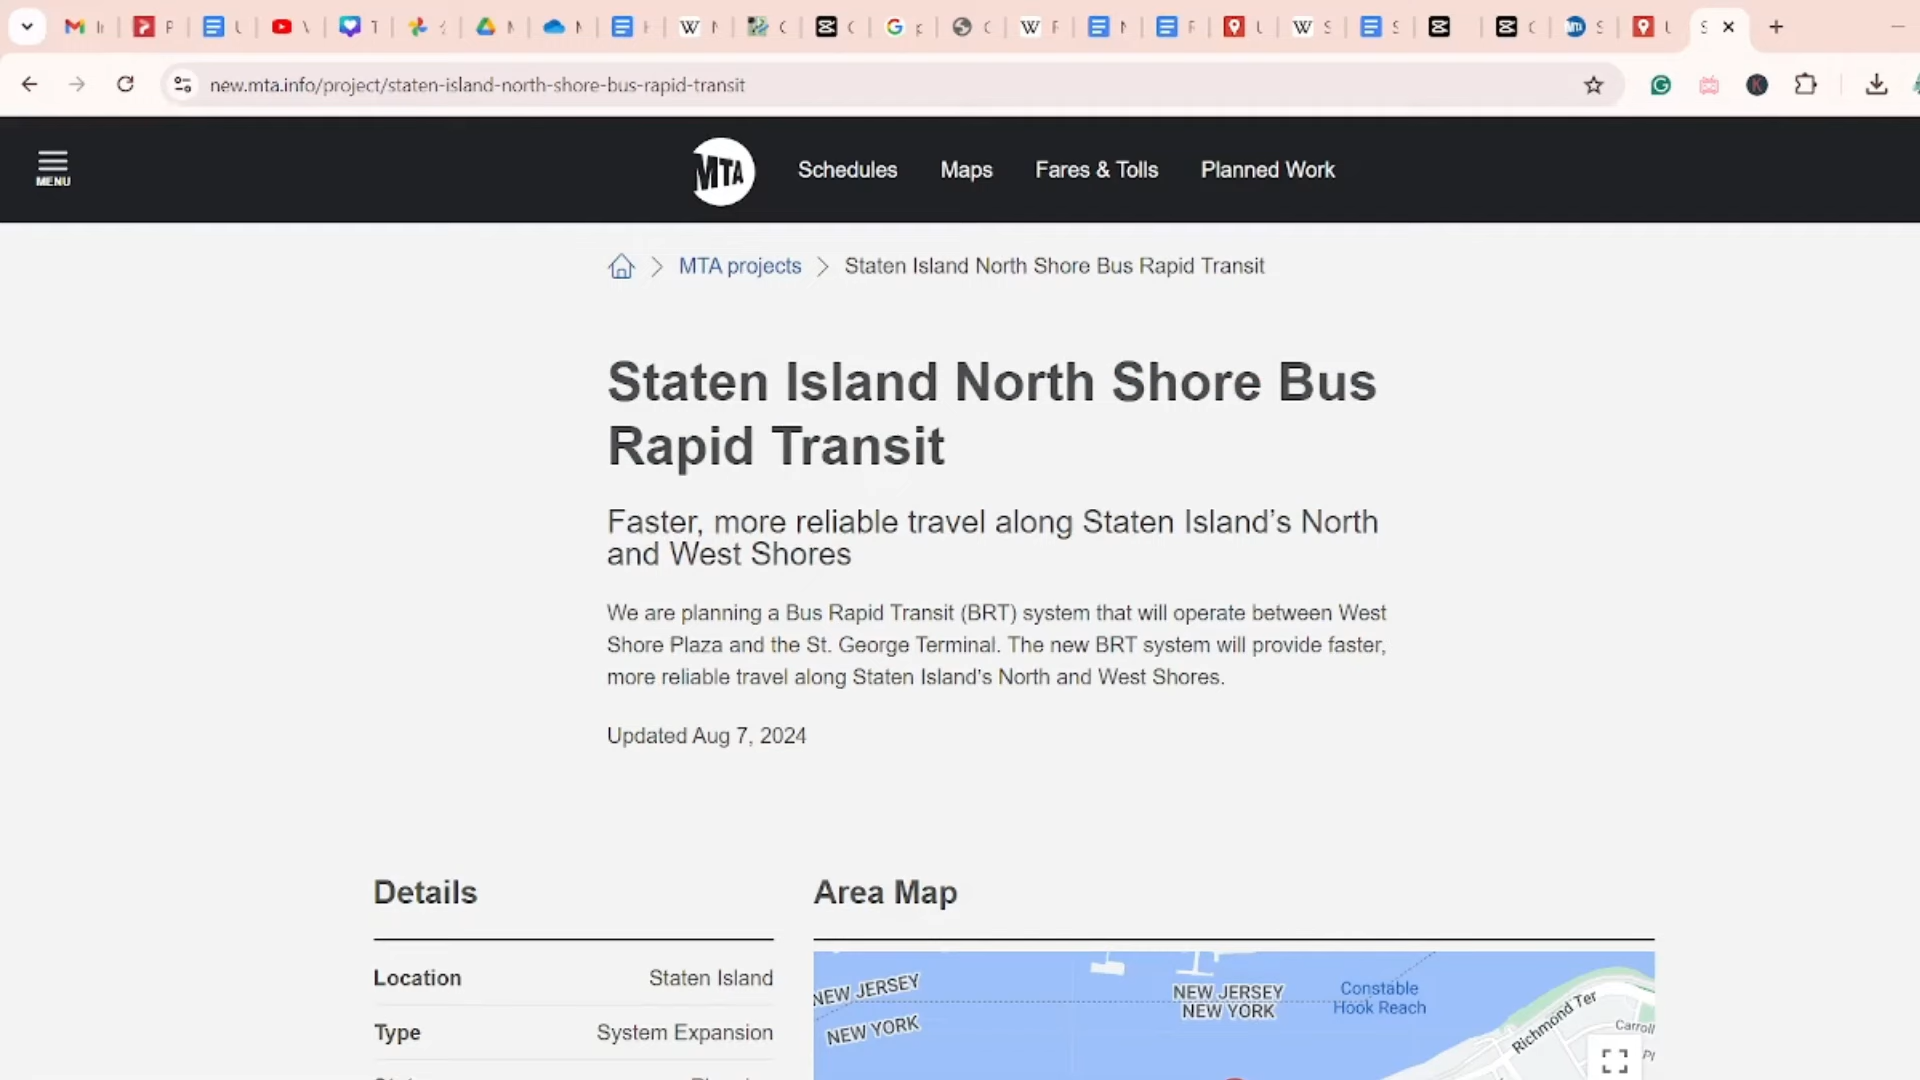 new.mta.info/project/staten-island-north-shore-bus-rapid-transit
MENU
MTA
Schedules
Maps
Fares & Tolls
Planned Work
MTA projects
Staten Island North Shore Bus Rapid Transit
Staten Island North Shore Bus
Rapid Transit
Faster, more reliable travel along Staten Island’s North
and West Shores
We are planning a Bus Rapid Transit (BRT) system that will operate between West
Shore Plaza and the St. George Terminal. The new BRT system will provide faster,
more reliable travel along Staten Island's North and West Shores.
Updated Aug 7, 2024
Details
Location Staten Island
Type System Expansion
Area Map
NEW JERSEY
NEW YORK
NEW JERSEY
NEW YORK
Constable
Hook Reach
Richmond Ter
Carroll
Pl